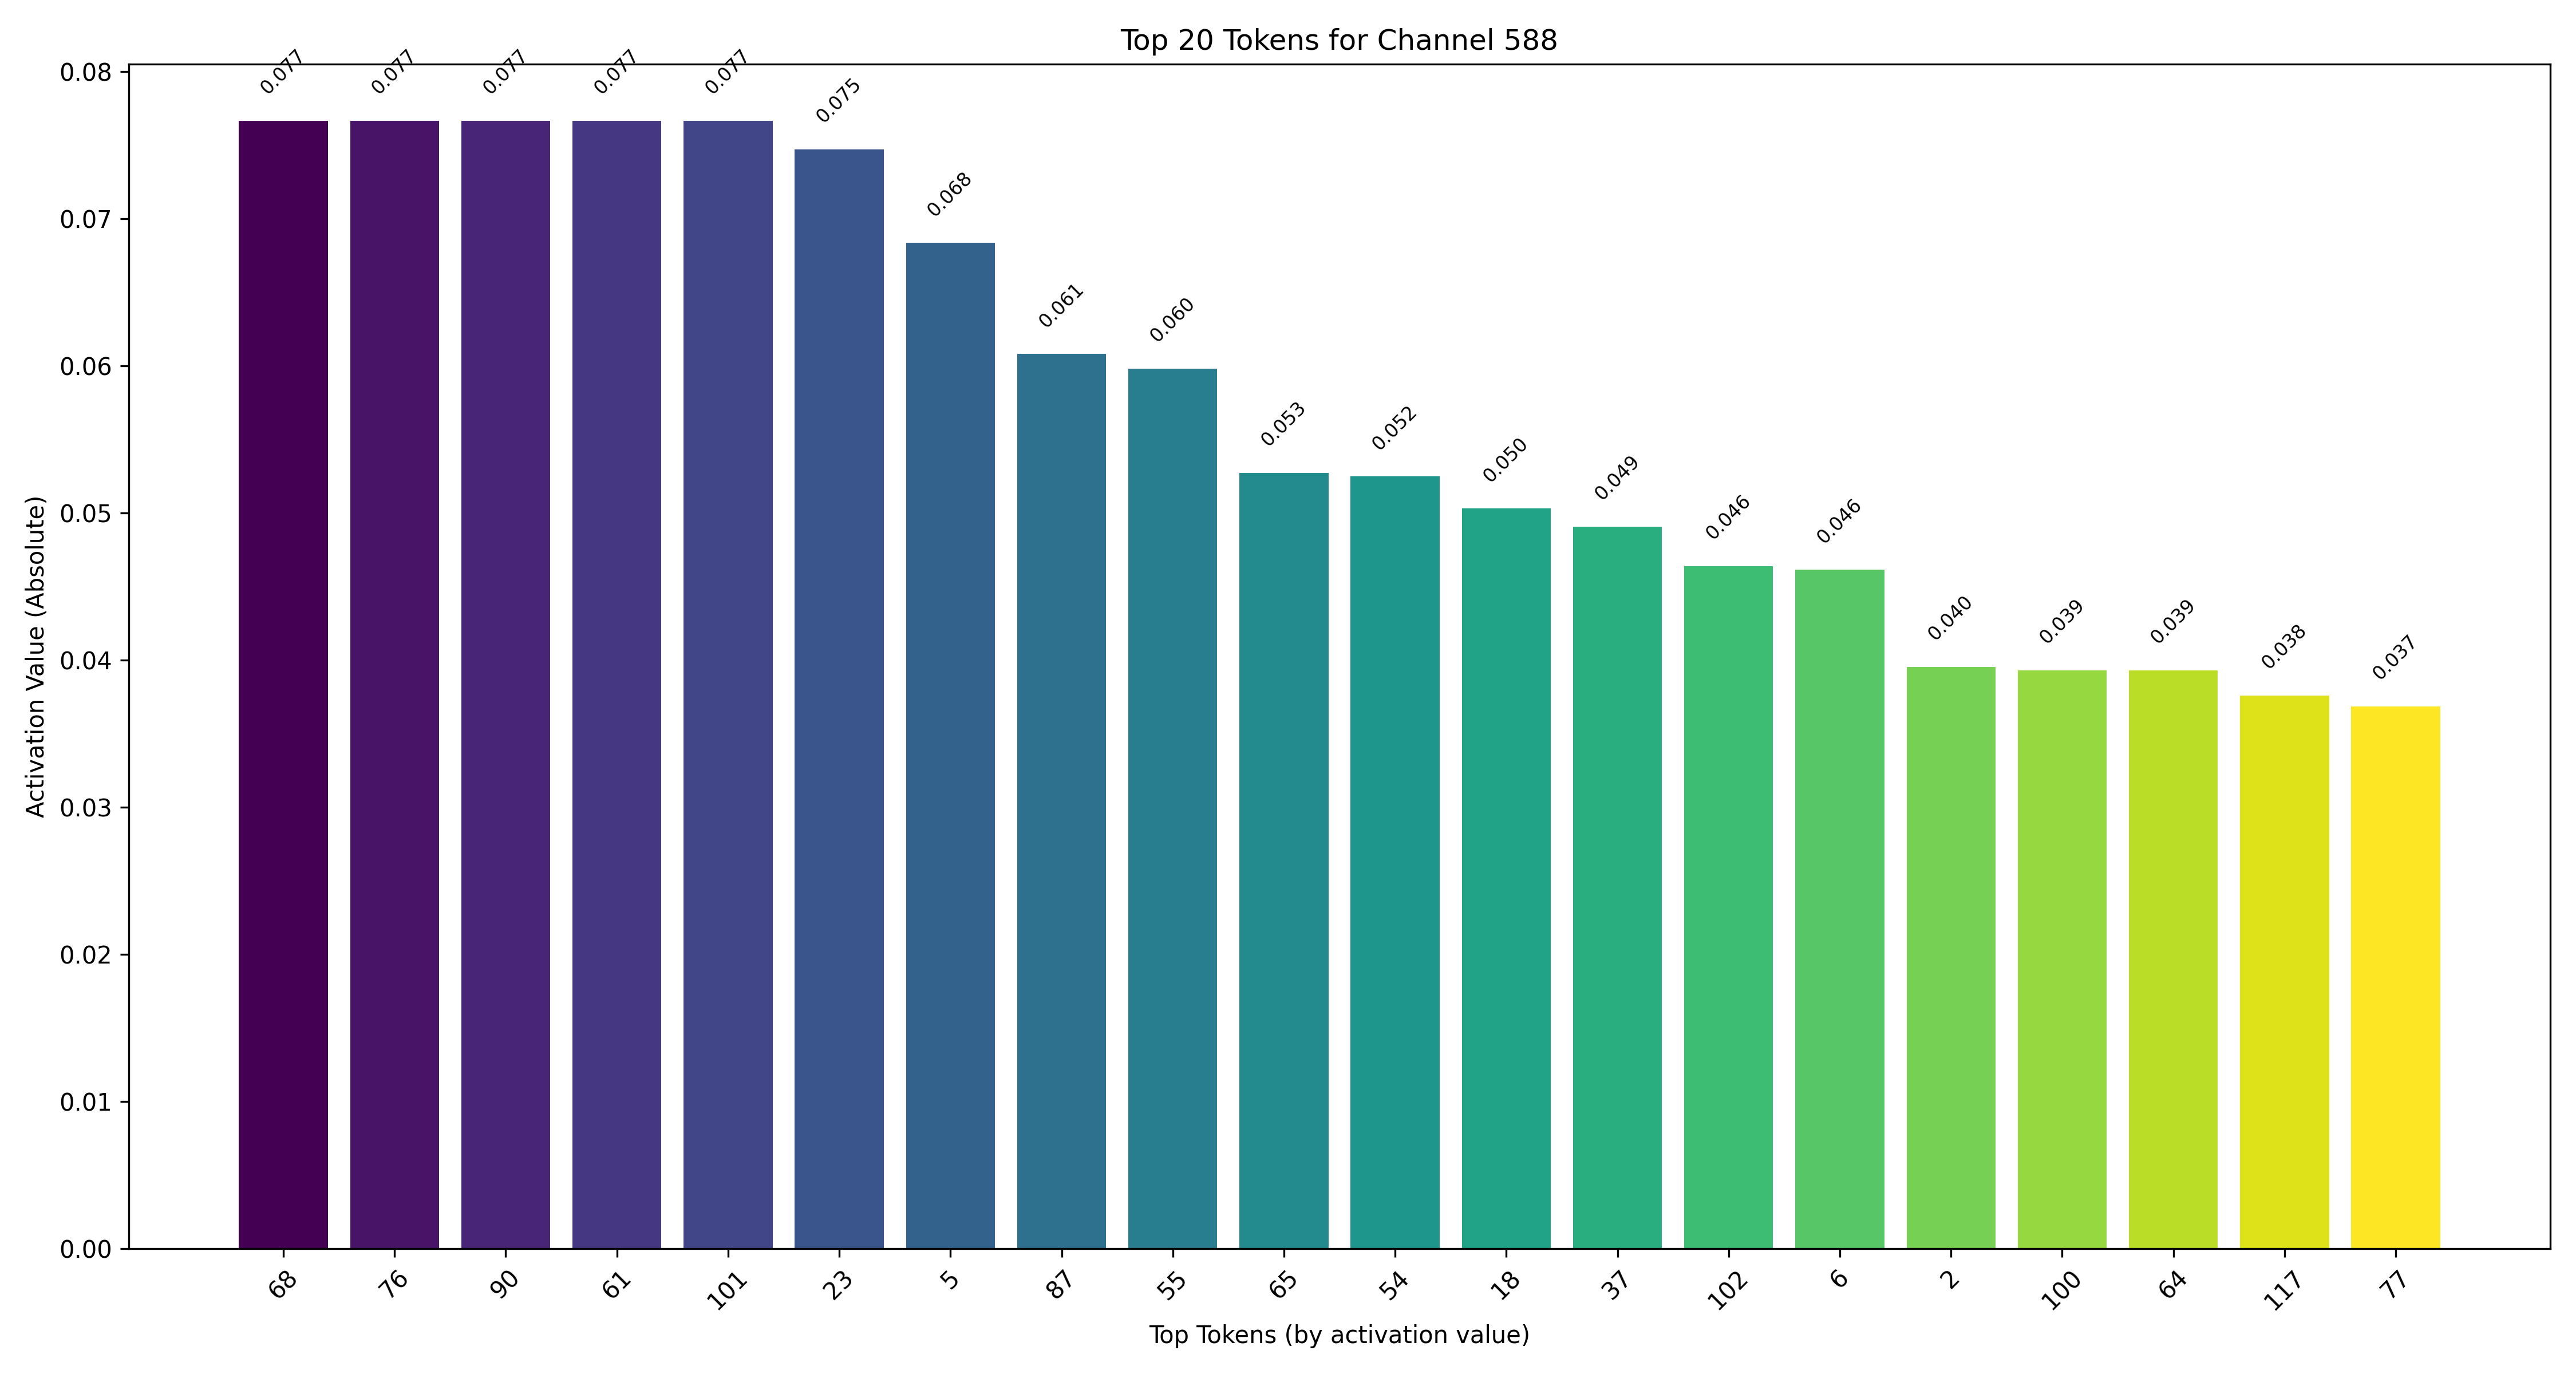 Top 20 Tokens for Channel 588
0.077 0.077 0.077 0.077 0.077 0.075 0.068 0.061 0.060 0.053 0.052 0.050 0.049 0.046 0.046 0.040 0.039 0.039 0.038 0.037
Activation Value (Absolute)
0.08
0.07
0.06
0.05
0.04
0.03
0.02
0.01
0.00
68 76 90 61 101 23 5 87 55 65 54 18 37 102 6 2 100 64 117 77
Top Tokens (by activation value)